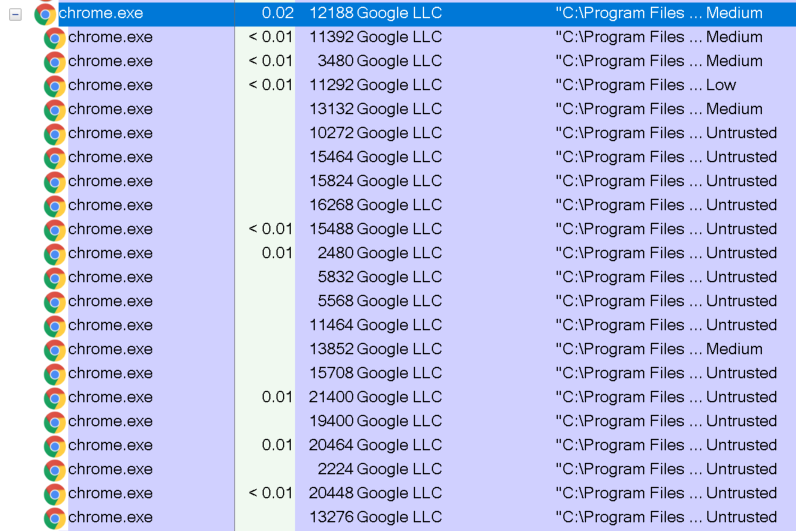 chrome.exe 0.02 12188 Google LLC "C:\Program Files ... Medium
chrome.exe < 0.01 11392 Google LLC "C:\Program Files ... Medium
chrome.exe < 0.01 3480 Google LLC "C:\Program Files ... Medium
chrome.exe < 0.01 11292 Google LLC "C:\Program Files ... Low
chrome.exe 13132 Google LLC "C:\Program Files ... Medium
chrome.exe 10272 Google LLC "C:\Program Files ... Untrusted
chrome.exe 15464 Google LLC "C:\Program Files ... Untrusted
chrome.exe 15824 Google LLC "C:\Program Files ... Untrusted
chrome.exe 16268 Google LLC "C:\Program Files ... Untrusted
chrome.exe < 0.01 15488 Google LLC "C:\Program Files ... Untrusted
chrome.exe 0.01 2480 Google LLC "C:\Program Files ... Untrusted
chrome.exe 5832 Google LLC "C:\Program Files ... Untrusted
chrome.exe 5568 Google LLC "C:\Program Files ... Untrusted
chrome.exe 11464 Google LLC "C:\Program Files ... Untrusted
chrome.exe 13852 Google LLC "C:\Program Files ... Medium
chrome.exe 15708 Google LLC "C:\Program Files ... Untrusted
chrome.exe 0.01 21400 Google LLC "C:\Program Files ... Untrusted
chrome.exe 19400 Google LLC "C:\Program Files ... Untrusted
chrome.exe 0.01 20464 Google LLC "C:\Program Files ... Untrusted
chrome.exe 2224 Google LLC "C:\Program Files ... Untrusted
chrome.exe < 0.01 20448 Google LLC "C:\Program Files ... Untrusted
chrome.exe 13276 Google LLC "C:\Program Files ... Untrusted